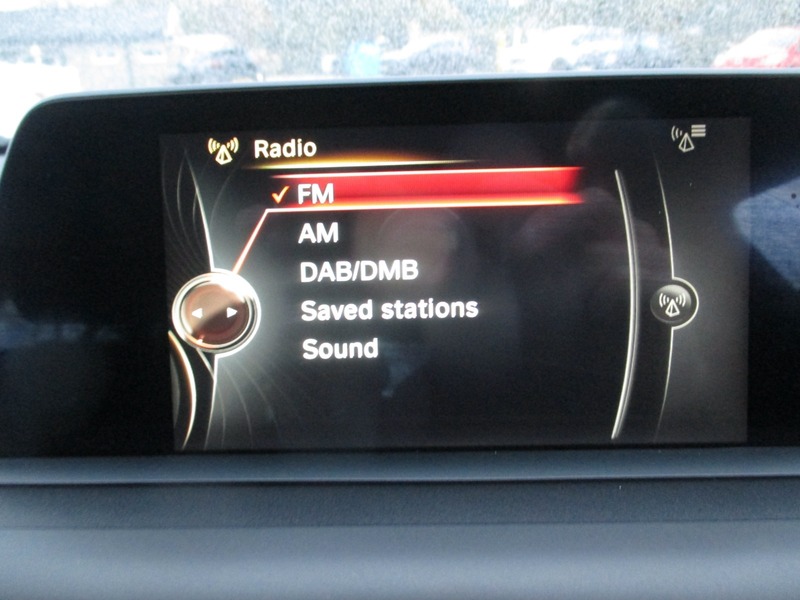 Radio
FM
AM
DAB/DMB
Saved stations
Sound